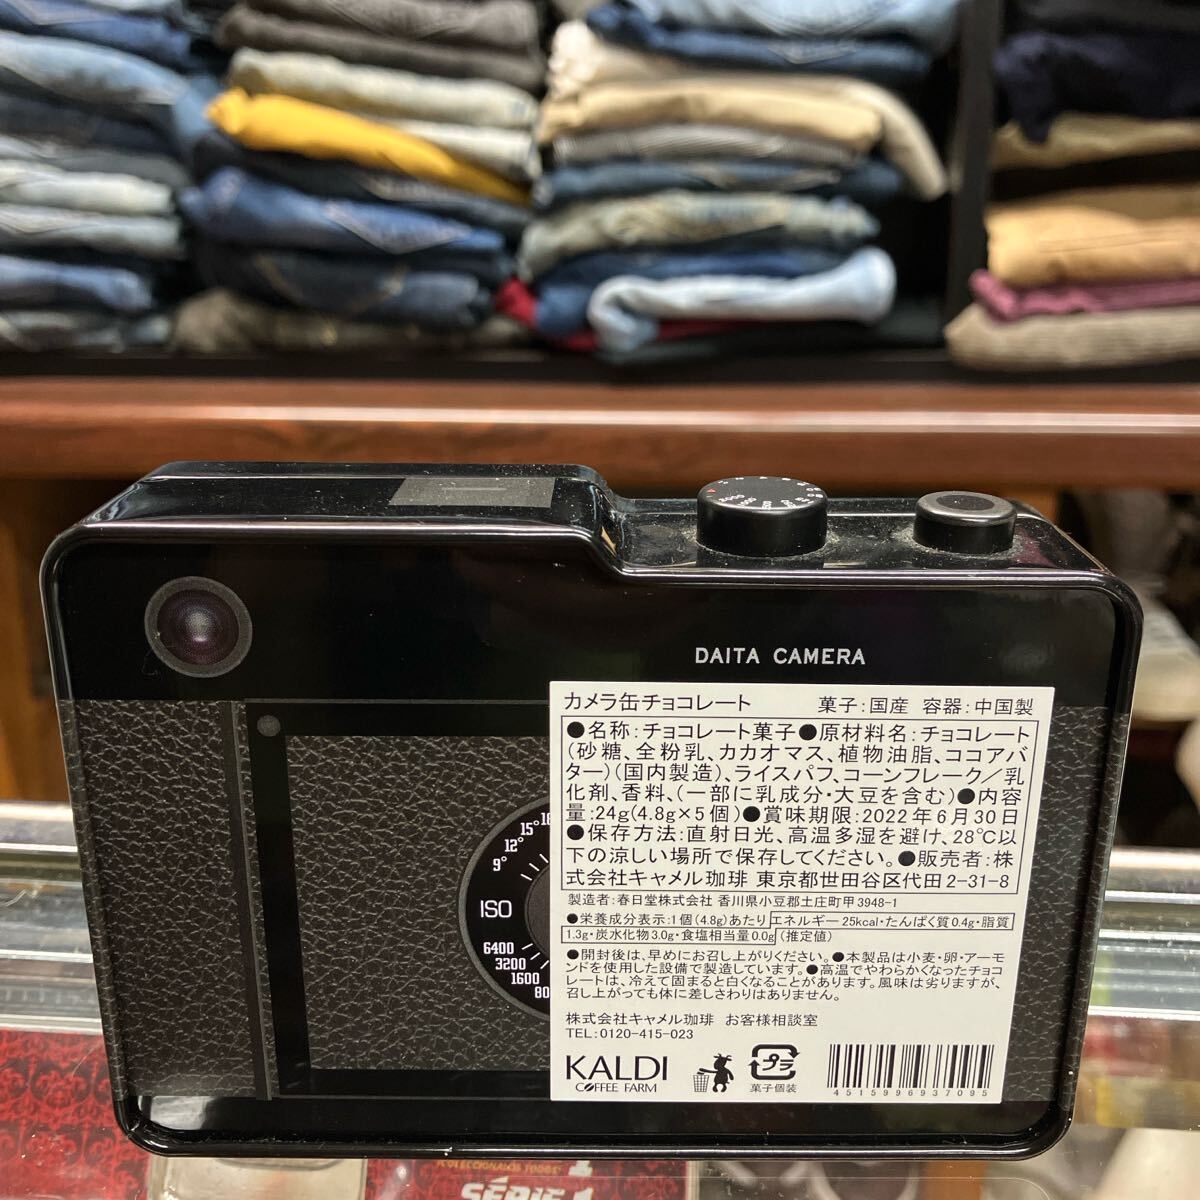 DAITA CAMERA
カメラ缶チョコレート 菓子:国産 容器:中国製
●名称:チョコレート菓子●原材料名:チョコレート
(砂糖、全粉乳、カカオマス、植物油脂、ココアバ
ター)(国内製造)、ライスパフ、コーンフレーク/乳
化剤、香料、(一部に乳成分・大豆を含む)●内容
量:24g(4.8g×5個)●賞味期限:2022年6月30日
●保存方法:直射日光、高温多湿を避け、28℃以
下の涼しい場所で保存してください。●販売者:株
式会社キャメル珈琲 東京都世田谷区代田2-31-8
製造者:春日堂株式会社 香川県小豆郡土庄町甲3948-1
●栄養成分表示:1個(4.8g)あたり エネルギー25kcal・たんぱく質0.4g・脂質
1.3g・炭水化物3.0g・食塩相当量0.0g (推定値)
●開封後は、早めにお召し上がりください。●本製品は小麦・卵・アーモ
ンドを使用した設備で製造しています。●高温でやわらかくなったチョコ
レートは、冷えて固まると白くなることがあります。風味は劣りますが、
召し上がっても体に差しさわりはありません。
株式会社キャメル珈琲 お客様相談室
TEL:0120-415-023
KALDI
COFFEE FARM
プラ
菓子個装
4515996937095
15°
12°
9°
ISO
6400
3200
1600
COLECCIONADOS TODOS!
SÉRIE 1